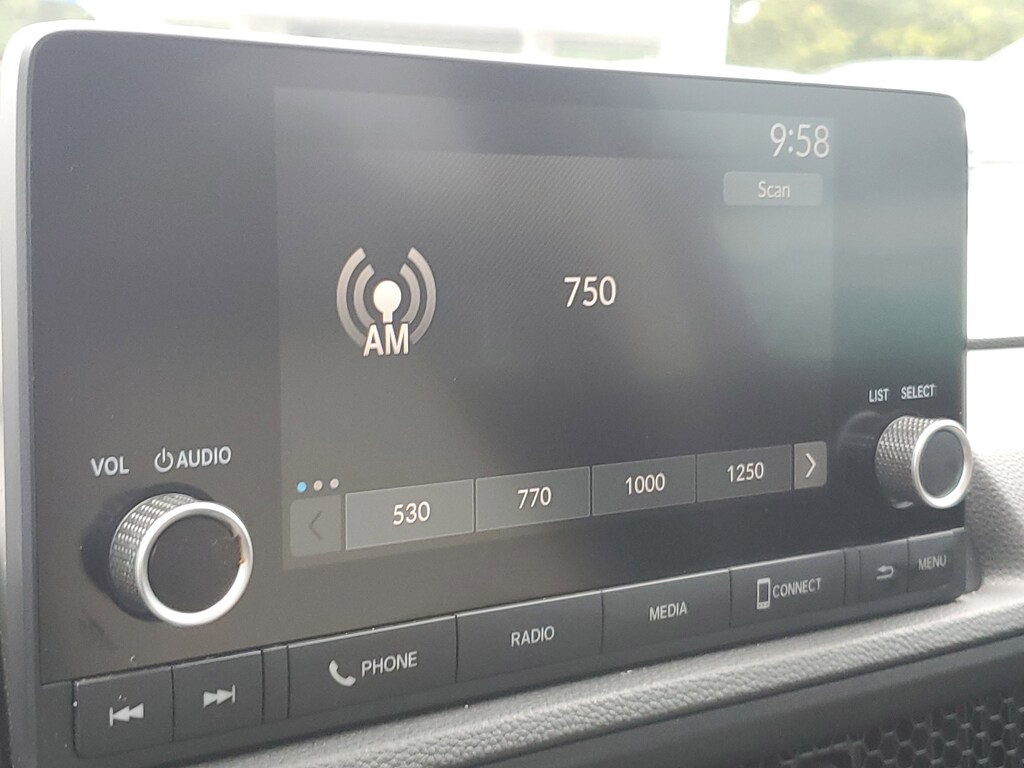 9:58
Scan
AM
750
LIST SELECT
VOL AUDIO
530 770 1000 1250
PHONE RADIO MEDIA CONNECT MENU